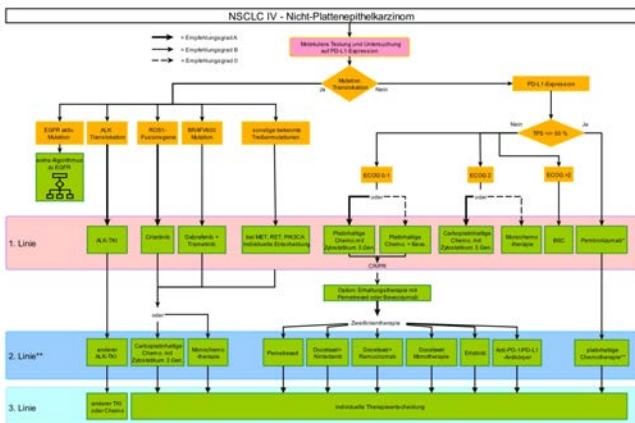 NSCLC IV - Nicht-Plattenepithelkarzinom
= Empfehlungsgrad A
= Empfehlungsgrad B
= Empfehlungsgrad 0
Molekulare Testung und Untersuchung
auf PD-L1-Expression
Mutation
Translokation
Ja
Nein
PD-L1-Expression
EGFR aktiv.
Mutation
ALK
Translokation
ROS1-
Fusionsgene
BRAFV600
Mutation
sonstige bekannte
Treibermutationen
Nein
TPS >= 50 %
Ja
siehe Algorithmus
zu EGFR
ECOG 0-1
ECOG 2
ECOG >2
oder
oder
1. Linie
ALK-TKI
Crizotinib
Dabrafenib +
Trametinib
bei MET, RET, PIK3CA
Individuelle Entscheidung
Platinhaltige
Chemo. mit
Zytostatikum 3.Gen.
Platinhaltige
Chemo. + Beva.
Carboplatinhaltige
Chemo. mit
Zytostatikum 3.Gen.
Monochemo-
therapie
BSC
Pembrolizumab*
CR/PR
Option: Erhaltungstherapie mit
Pemetrexed oder Bevacizumab
oder
Zweitlinientherapie
2. Linie**
anderer
ALK-TKI
Carboplatinhaltige
Chemo. mit
Zytostatikum 3.Gen.
Monochemo-
therapie
Pemetrexed
Docetaxel+
Nintedanib
Docetaxel+
Ramucirumab
Docetaxel
Monotherapie
Erlotinib
Anti-PD-1/PD-L1
Antikörper
platinhaltige
Chemotherapie**
3. Linie
anderer TKI
oder Chemo
individuelle Therapieentscheidung